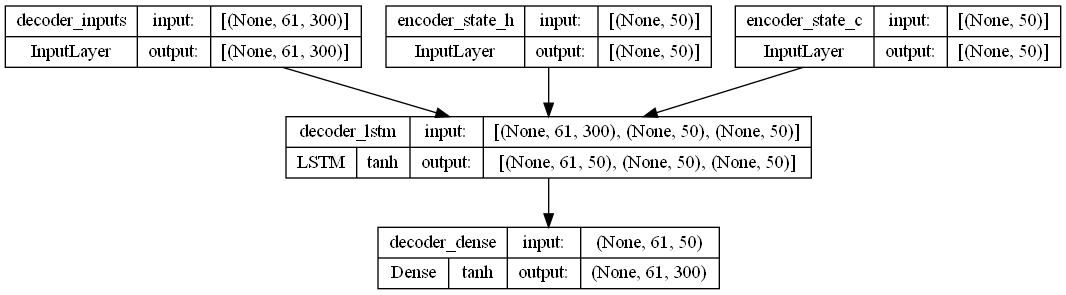 decoder_inputs input: [(None, 61, 300)]
InputLayer output: [(None, 61, 300)]
encoder_state_h input: [(None, 50)]
InputLayer output: [(None, 50)]
encoder_state_c input: [(None, 50)]
InputLayer output: [(None, 50)]
decoder_lstm input: [(None, 61, 300), (None, 50), (None, 50)]
LSTM tanh output: [(None, 61, 50), (None, 50), (None, 50)]
decoder_dense input: (None, 61, 50)
Dense tanh output: (None, 61, 300)